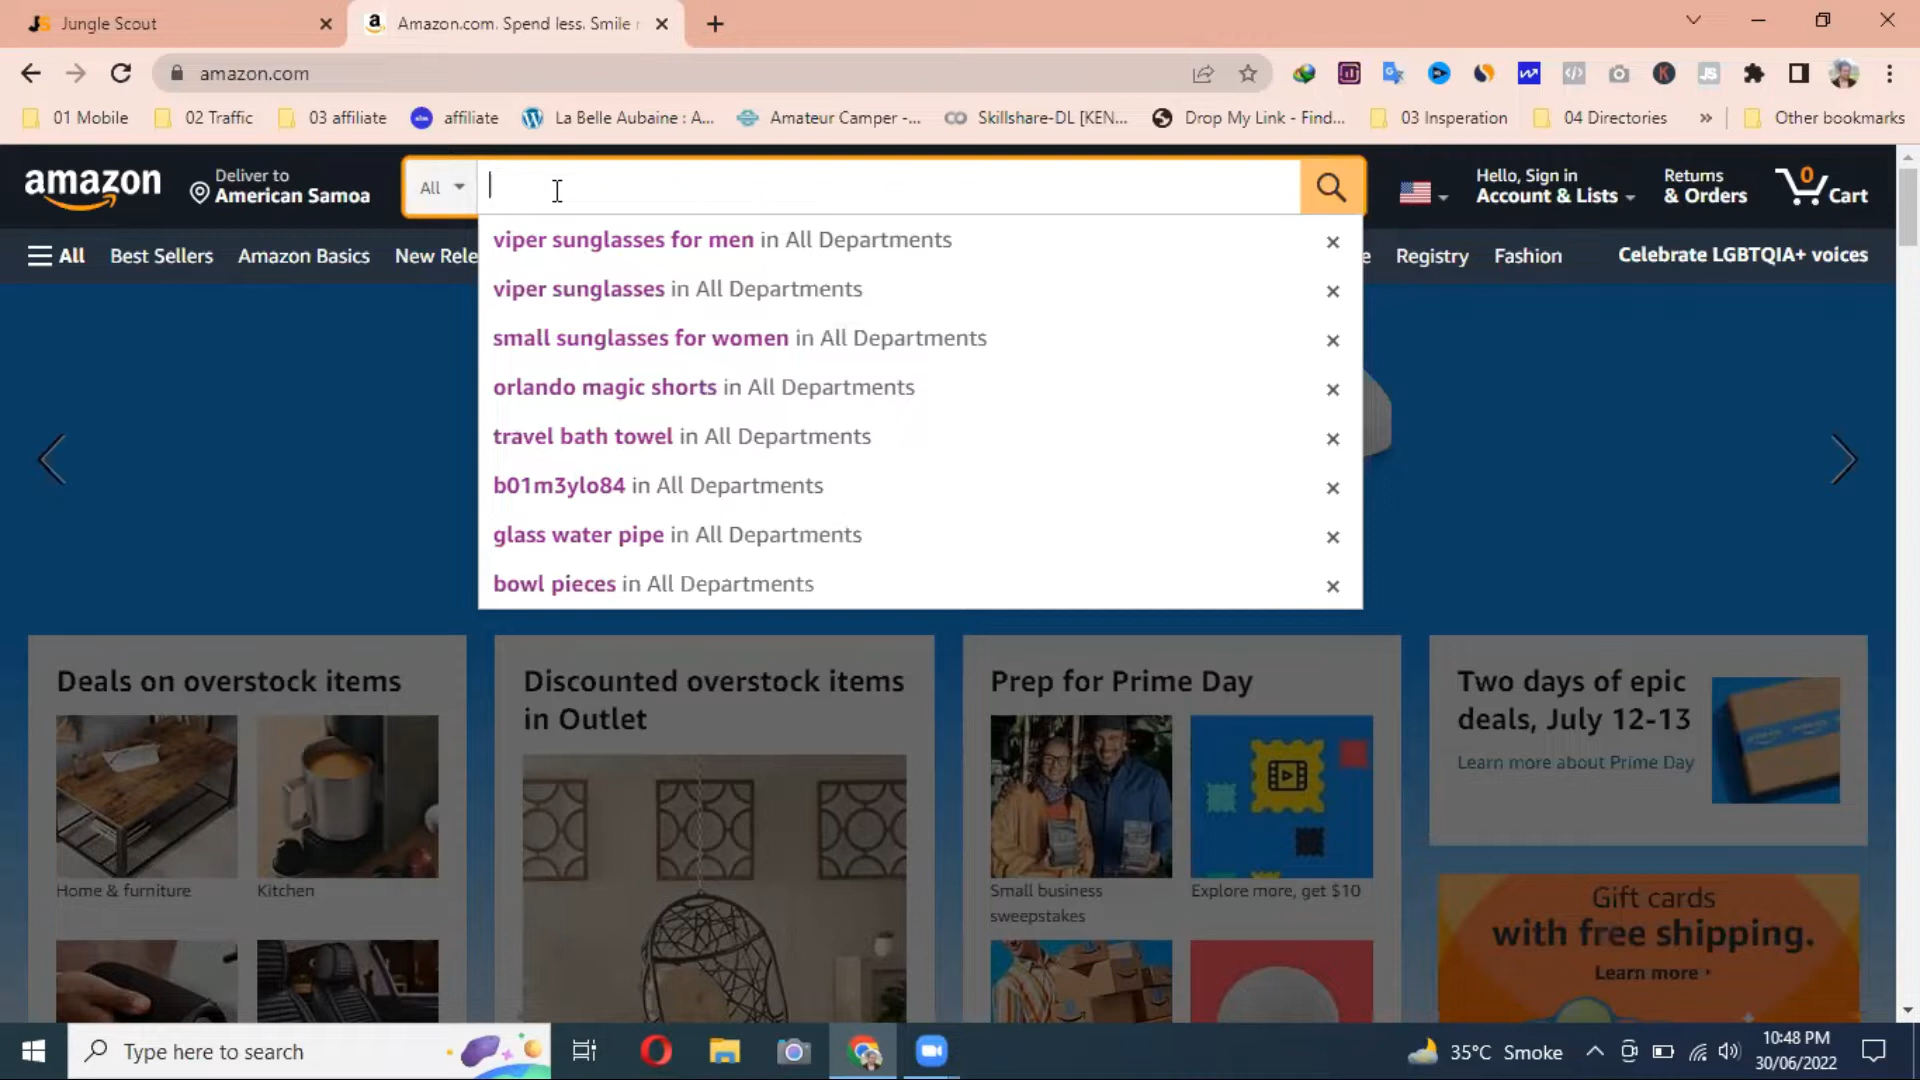 Jungle Scout
Amazon.com. Spend less. Smile
amazon.com
01 Mobile
02 Traffic
03 affiliate
affiliate
La Belle Aubaine : A...
Amateur Camper -...
Skillshare-DL [KEN...
Drop My Link - Find...
03 Insperation
04 Directories
»
Other bookmarks
amazon
Deliver to
American Samoa
All
Hello, Sign in
Account & Lists
Returns
& Orders
0
Cart
All
Best Sellers
Amazon Basics
New Rele
e
Registry
Fashion
Celebrate LGBTQIA+ voices
viper sunglasses for men in All Departments
viper sunglasses in All Departments
small sunglasses for women in All Departments
orlando magic shorts in All Departments
travel bath towel in All Departments
b01m3ylo84 in All Departments
glass water pipe in All Departments
bowl pieces in All Departments
Deals on overstock items
Home & furniture
Kitchen
Discounted overstock items
in Outlet
Prep for Prime Day
Small business
sweepstakes
Explore more, get $10
Two days of epic
deals, July 12-13
Learn more about Prime Day
Gift cards
with free shipping.
Learn more
Type here to search
35°C Smoke
10:48 PM
30/06/2022